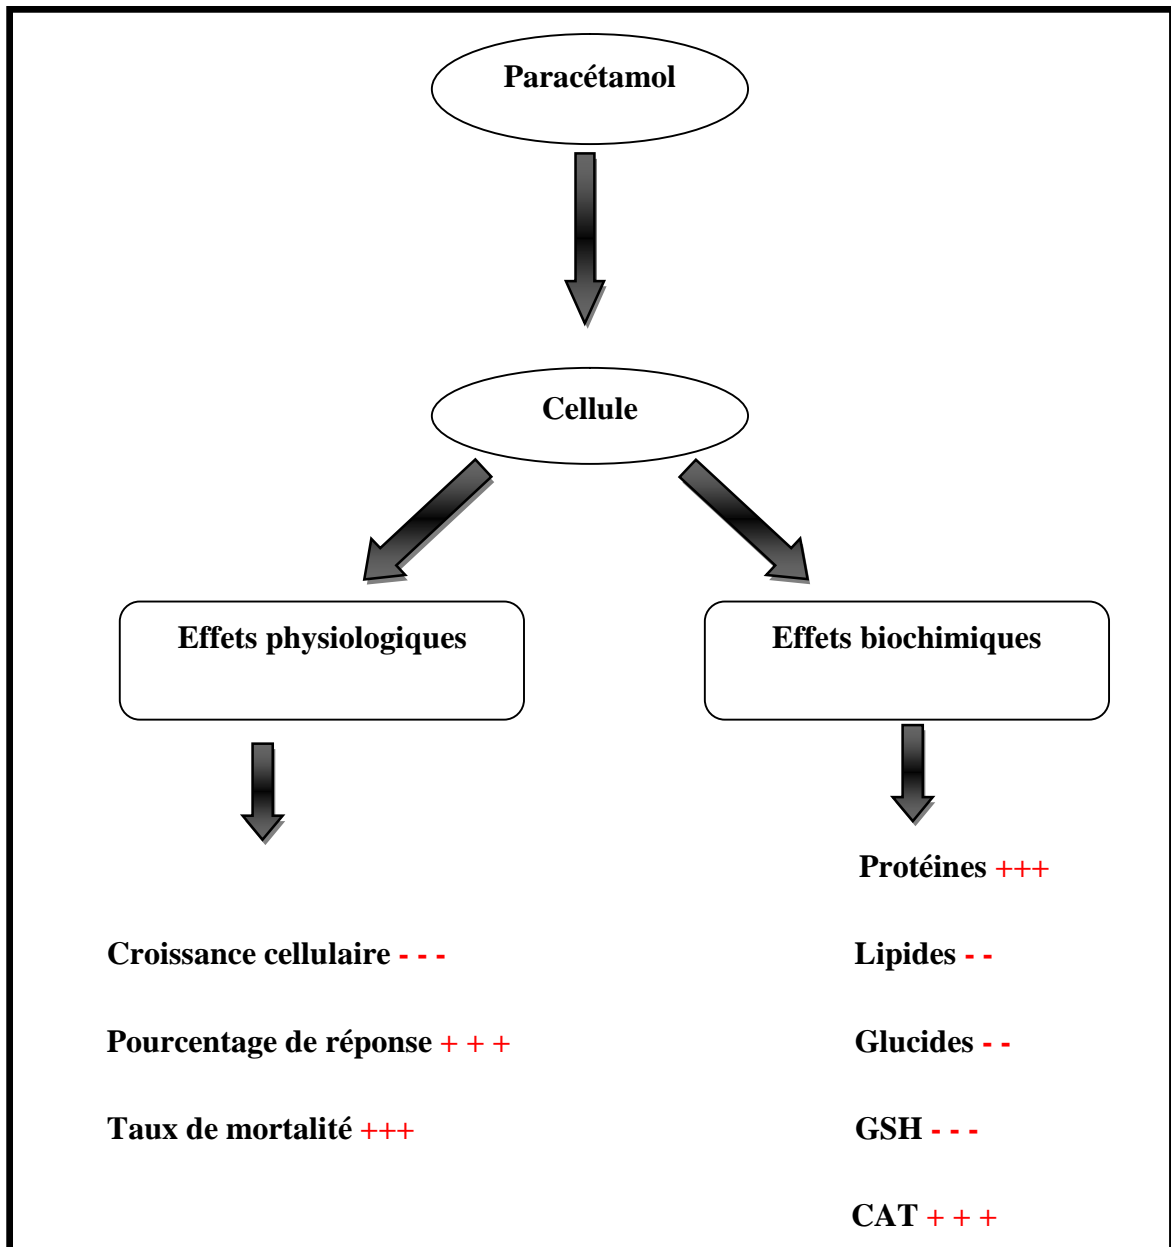 Paracétamol
Cellule
Effets physiologiques
Effets biochimiques
Croissance cellulaire - - -
Pourcentage de réponse + + +
Taux de mortalité +++
Protéines +++
Lipides - -
Glucides - -
GSH - - -
CAT + + +